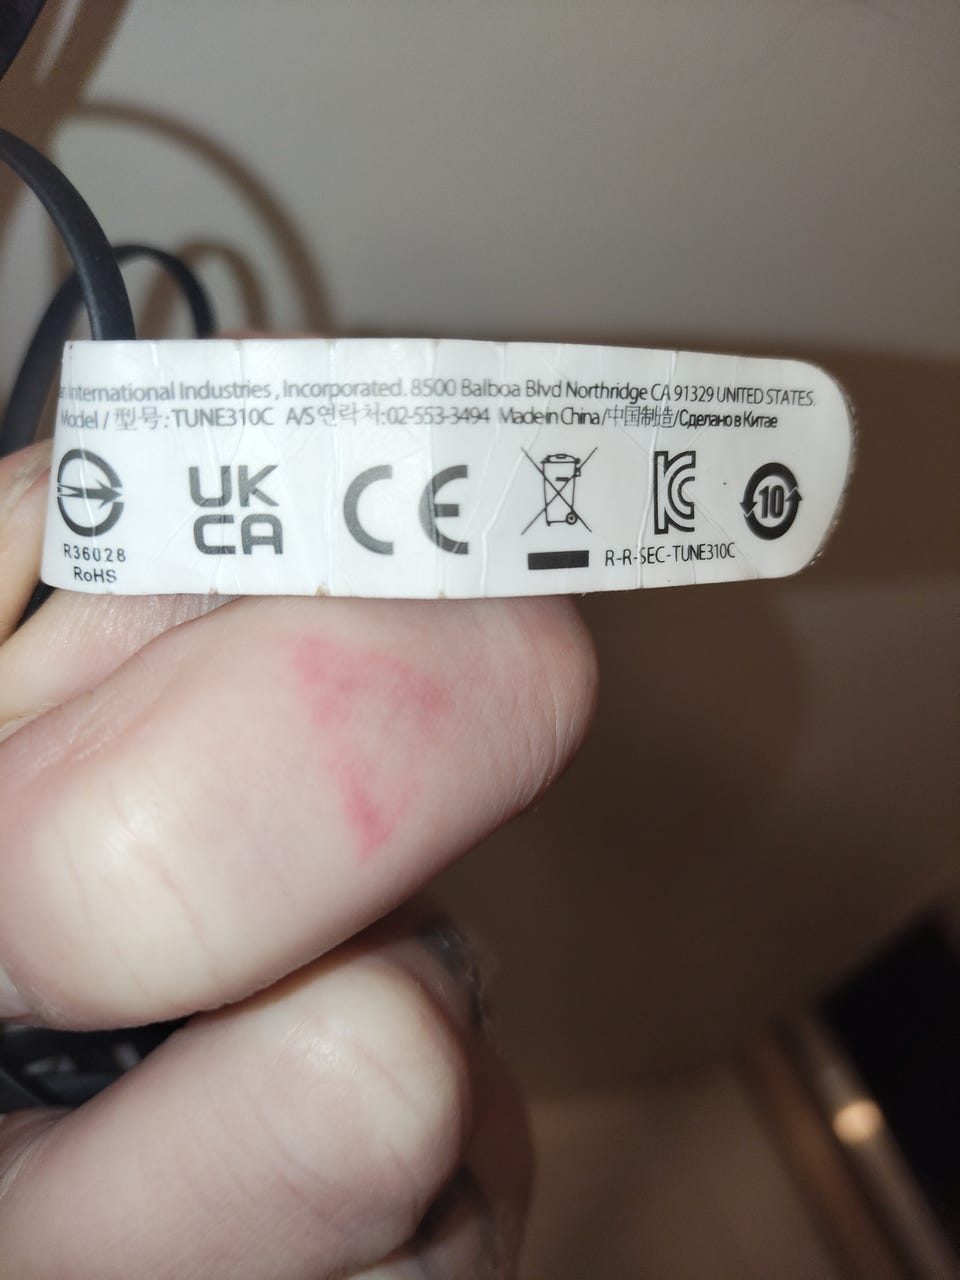 International Industries, Incorporated. 8500 Balboa Blvd Northridge CA 91329 UNITED STATES.
Model / 型号: TUNE310C A/S 연락처:02-553-3494 Made in China/中国制造/Сделано в Китае
UK
CA
CE
KC
10
R36028
RoHS
R-R-SEC-TUNE310C